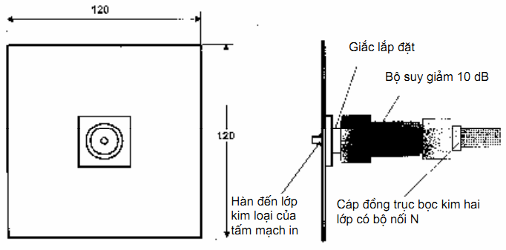 120
120
Giắc lắp đặt
Bộ suy giảm 10 dB
Hàn đến lớp
kim loại của
tấm mạch in
Cáp đồng trục bọc kim hai
lớp có bộ nối N